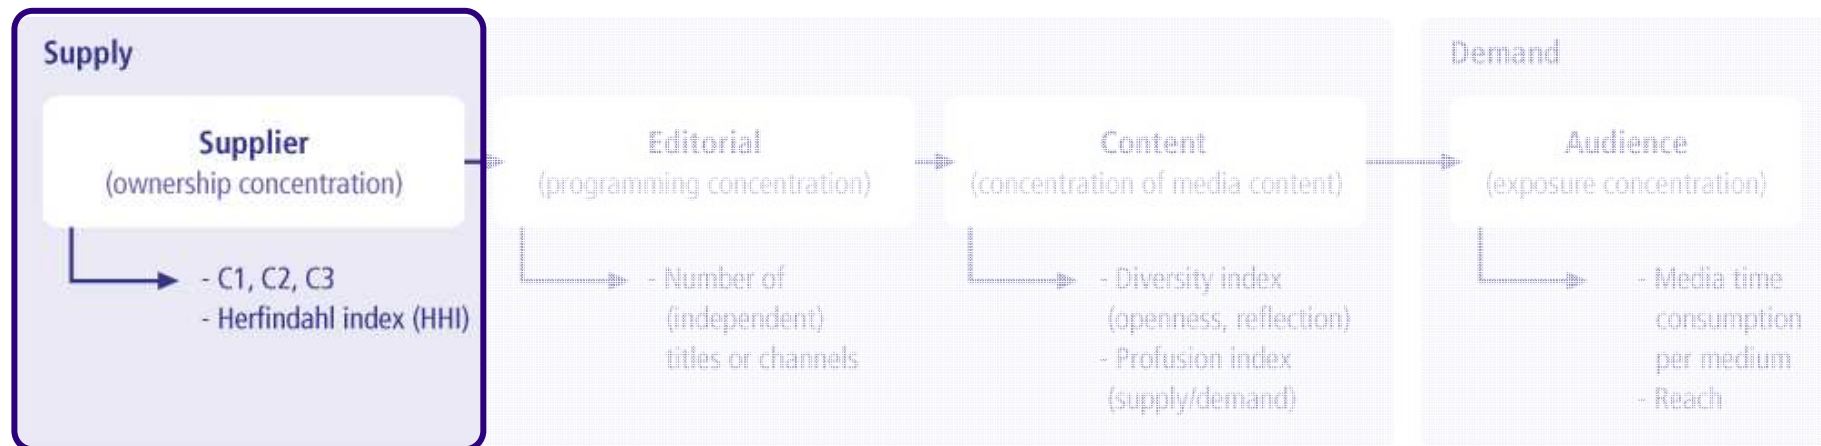 Supply
Supplier
(ownership concentration)
- C1, C2, C3
- Herfindahl index (HHI)
Editorial
(programming concentration)
- Number of
(independent)
titles or channels
Content
(concentration of media content)
- Diversity index
(openness, reflection)
- Profusion index
(supply/demand)
Demand
Audience
(exposure concentration)
- Media time
consumption
per medium
- Reach